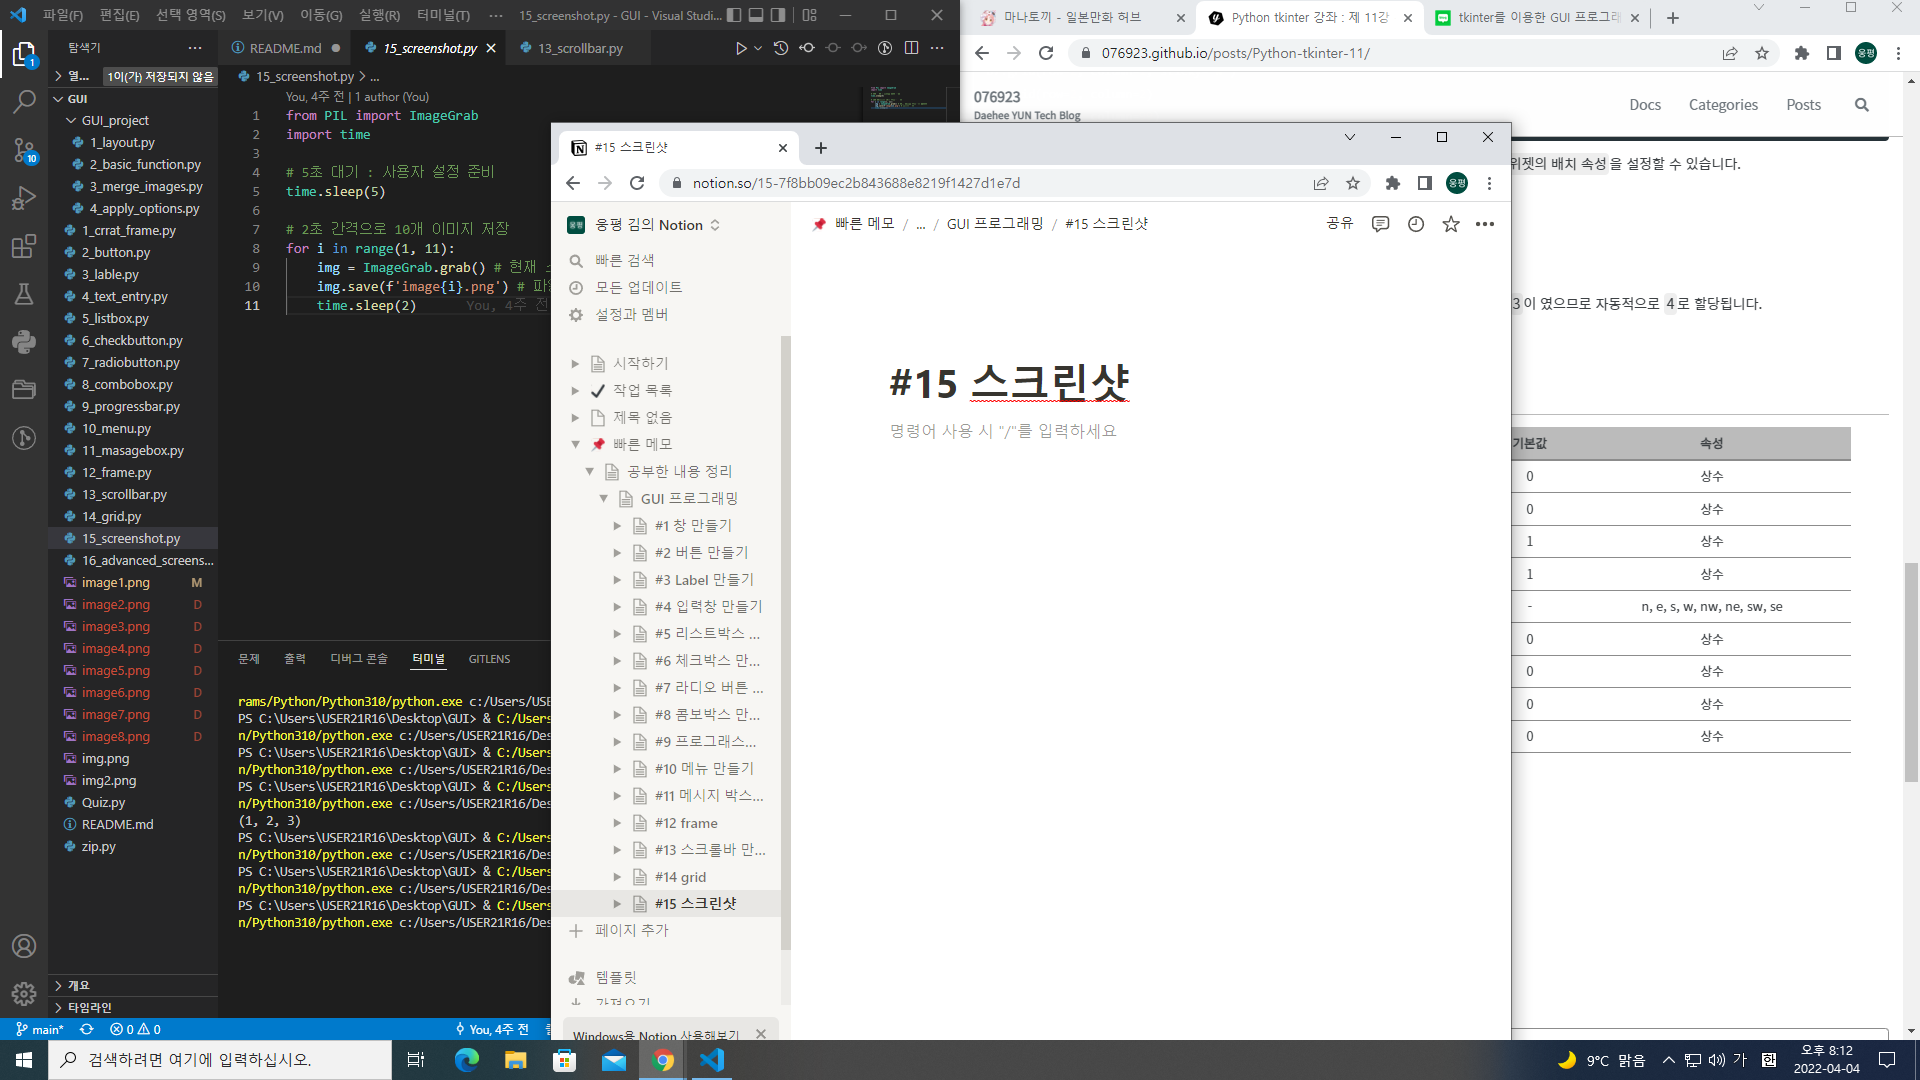 파일(F) 편집(E) 선택 영역(S) 보기(V) 이동(G) 실행(R) 터미널(T) ··· 15_screenshot.py - GUI - Visual Studi...
탐색기
열... 1이(가) 저장되지 않음
GUI
GUI_project
1_layout.py
2_basic_function.py
3_merge_images.py
4_apply_options.py
1_crrat_frame.py
2_button.py
3_lable.py
4_text_entry.py
5_listbox.py
6_checkbutton.py
7_radiobutton.py
8_combobox.py
9_progressbar.py
10_menu.py
11_masagebox.py
12_frame.py
13_scrollbar.py
14_grid.py
15_screenshot.py
16_advanced_screens...
image1.png M
image2.png D
image3.png D
image4.png D
image5.png D
image6.png D
image7.png D
image8.png D
img.png
img2.png
Quiz.py
README.md
zip.py
개요
타임라인
1
10
README.md
15_screenshot.py
13_scrollbar.py
15_screenshot.py > ...
You, 4주 전 | 1 author (You)
1 from PIL import ImageGrab
2 import time
3
4 # 5초 대기 : 사용자 설정 준비
5 time.sleep(5)
6
7 # 2초 간격으로 10개 이미지 저장
8 for i in range(1, 11):
9 img = ImageGrab.grab() # 현재
10 img.save(f'image{i}.png') #
11 time.sleep(2) You, 4주 전
문제 출력 디버그 콘솔 터미널 GITLENS
rams/Python/Python310/python.exe c:/Users/USE
PS C:\Users\USER21R16\Desktop\GUI> & C:/Users
n/Python310/python.exe c:/Users/USER21R16/Des
PS C:\Users\USER21R16\Desktop\GUI> & C:/Users
n/Python310/python.exe c:/Users/USER21R16/Des
PS C:\Users\USER21R16\Desktop\GUI> & C:/Users
n/Python310/python.exe c:/Users/USER21R16/Des
(1, 2, 3)
PS C:\Users\USER21R16\Desktop\GUI> & C:/Users
n/Python310/python.exe c:/Users/USER21R16/Des
PS C:\Users\USER21R16\Desktop\GUI> & C:/Users
n/Python310/python.exe c:/Users/USER21R16/Des
PS C:\Users\USER21R16\Desktop\GUI> & C:/Users
n/Python310/python.exe c:/Users/USER21R16/Des
main* 0 0 You, 4주 전
#15 스크린샷
notion.so/15-7f8bb09ec2b843688e8219f1427d1e7d
웅평
웅평 웅평 김의 Notion
빠른 메모 / ... / GUI 프로그래밍 / #15 스크린샷
공유
빠른 검색
모든 업데이트
설정과 멤버
시작하기
작업 목록
제목 없음
빠른 메모
공부한 내용 정리
GUI 프로그래밍
#1 창 만들기
#2 버튼 만들기
#3 Label 만들기
#4 입력창 만들기
#5 리스트박스 ...
#6 체크박스 만...
#7 라디오 버튼 ...
#8 콤보박스 만...
#9 프로그래스...
#10 메뉴 만들기
#11 메시지 박스...
#12 frame
#13 스크롤바 만...
#14 grid
#15 스크린샷
페이지 추가
템플릿
가져오기
Windows용 Notion 사용해보기
#15 스크린샷
명령어 사용 시 "/"를 입력하세요
마나토끼 - 일본만화 허브
Python tkinter 강좌 : 제 11강
tkinter를 이용한 GUI 프로그래
076923.github.io/posts/Python-tkinter-11/
웅평
076923
Daehee YUN Tech Blog
Docs Categories Posts
위젯의 배치 속성을 설정할 수 있습니다.
3이 였으므로 자동적으로 4로 할당됩니다.
기본값 속성
0 상수
0 상수
1 상수
1 상수
- n, e, s, w, nw, ne, sw, se
0 상수
0 상수
0 상수
0 상수
검색하려면 여기에 입력하십시오.
9°C 맑음
가
한
오후 8:12
2022-04-04